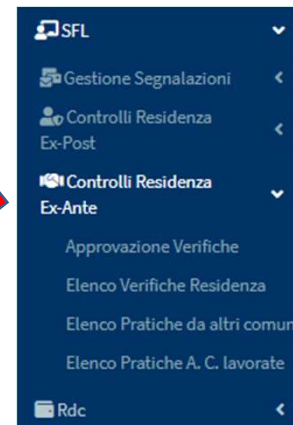 SFL
Gestione Segnalazioni
Controlli Residenza
Ex-Post
Controlli Residenza
Ex-Ante
Approvazione Verifiche
Elenco Verifiche Residenza
Elenco Pratiche da altri comun
Elenco Pratiche A. C. lavorate
Rdc